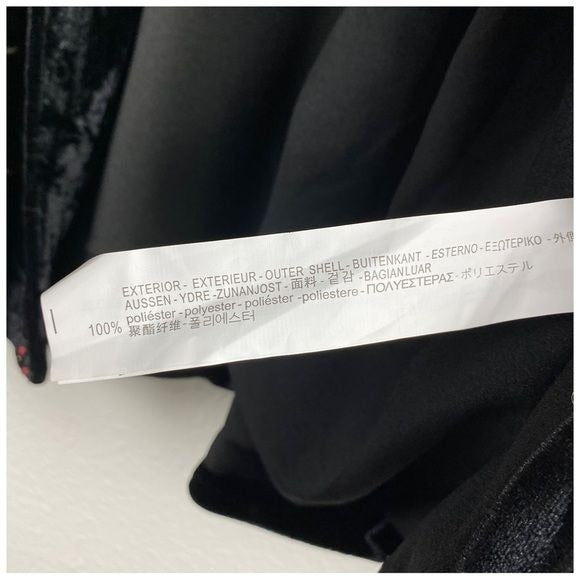 EXTERIOR - EXTERIEUR - OUTER SHELL - BUITENKANT - ESTERNO - ΕΞΩΤΕΡΙΚΟ - 外側
AUSSEN - YDRE - ZUNANJOST - 面料 - 겉감 - BAGIANLUAR
100% poliéster - polyester - poliéster - poliestere - ΠΟΛΥΕΣΤΕΡΑΣ - ポリエステル
聚酯纤维 - 폴리에스터